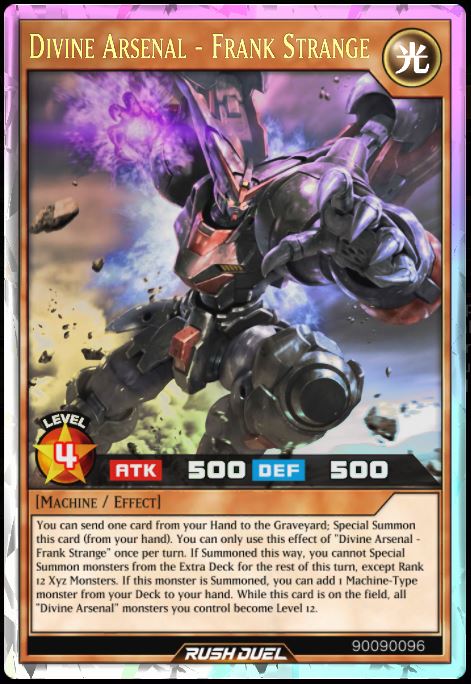 Divine Arsenal - Frank Strange
光
LEVEL
4
ATK 500 DEF 500
[Machine / Effect]
You can send one card from your Hand to the Graveyard; Special Summon
this card (from your hand). You can only use this effect of "Divine Arsenal -
Frank Strange" once per turn. If Summoned this way, you cannot Special
Summon monsters from the Extra Deck for the rest of this turn, except Rank
12 Xyz Monsters. If this monster is Summoned, you can add 1 Machine-Type
monster from your Deck to your hand. While this card is on the field, all
"Divine Arsenal" monsters you control become Level 12.
90090096
RUSH DUEL